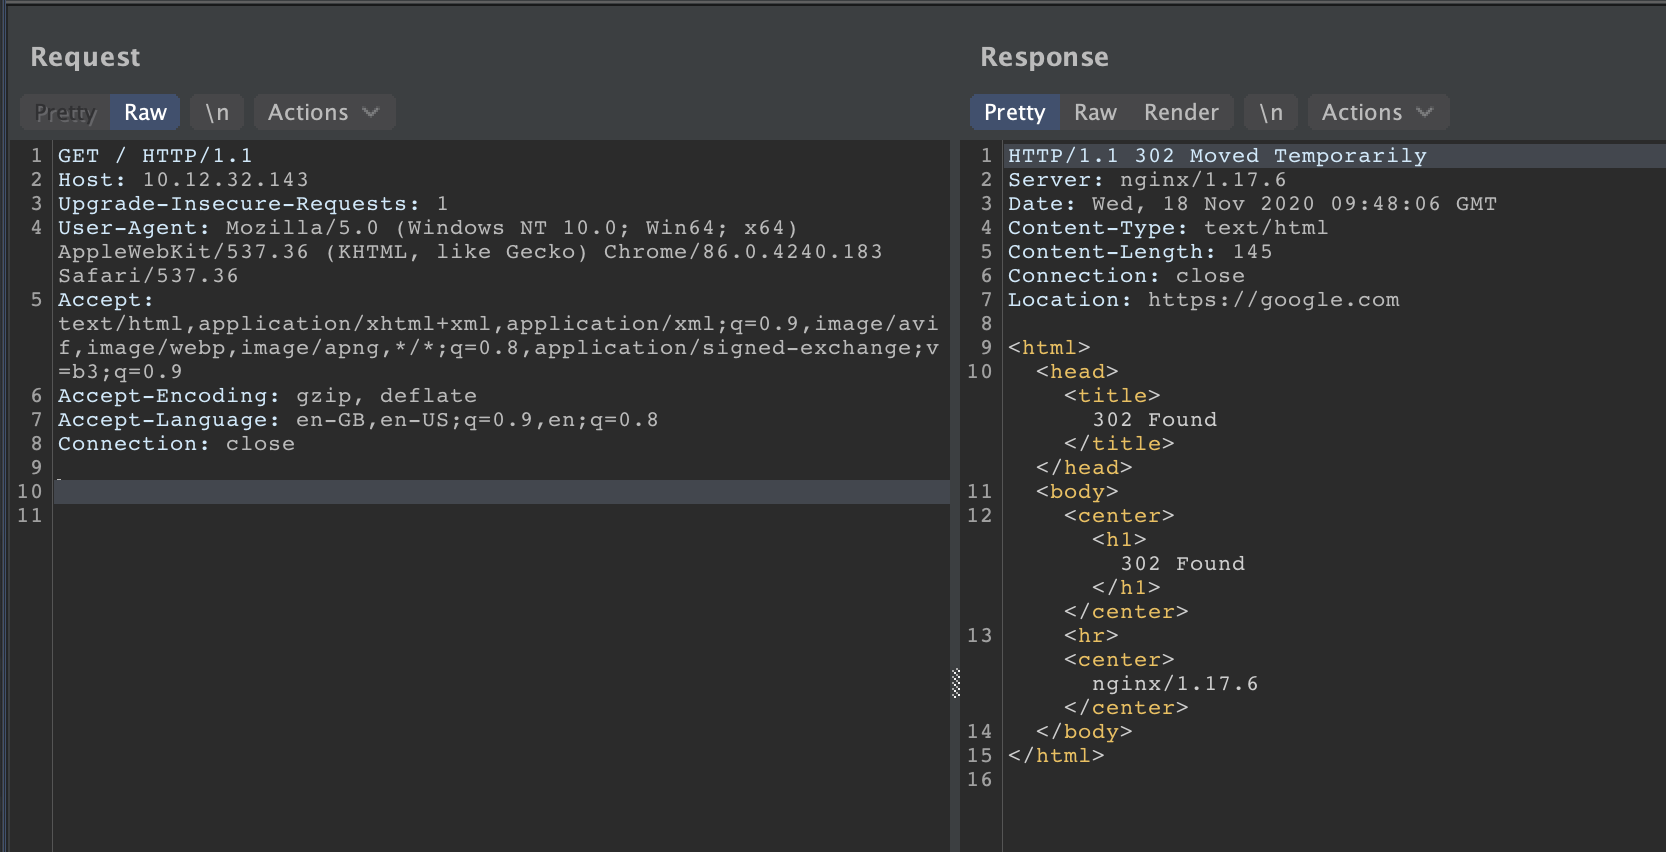 Request
Pretty Raw \n Actions
1 GET / HTTP/1.1
2 Host: 10.12.32.143
3 Upgrade-Insecure-Requests: 1
4 User-Agent: Mozilla/5.0 (Windows NT 10.0; Win64; x64)
AppleWebKit/537.36 (KHTML, like Gecko) Chrome/86.0.4240.183
Safari/537.36
5 Accept:
text/html,application/xhtml+xml,application/xml;q=0.9,image/avi
f,image/webp,image/apng,*/*;q=0.8,application/signed-exchange;v
=b3;q=0.9
6 Accept-Encoding: gzip, deflate
7 Accept-Language: en-GB,en-US;q=0.9,en;q=0.8
8 Connection: close
9
10
11
Response
Pretty Raw Render \n Actions
1 HTTP/1.1 302 Moved Temporarily
2 Server: nginx/1.17.6
3 Date: Wed, 18 Nov 2020 09:48:06 GMT
4 Content-Type: text/html
5 Content-Length: 145
6 Connection: close
7 Location: https://google.com
8
9 <html>
10 <head>
<title>
302 Found
</title>
</head>
11 <body>
12 <center>
<h1>
302 Found
</h1>
</center>
13 <hr>
<center>
nginx/1.17.6
</center>
14 </body>
15 </html>
16